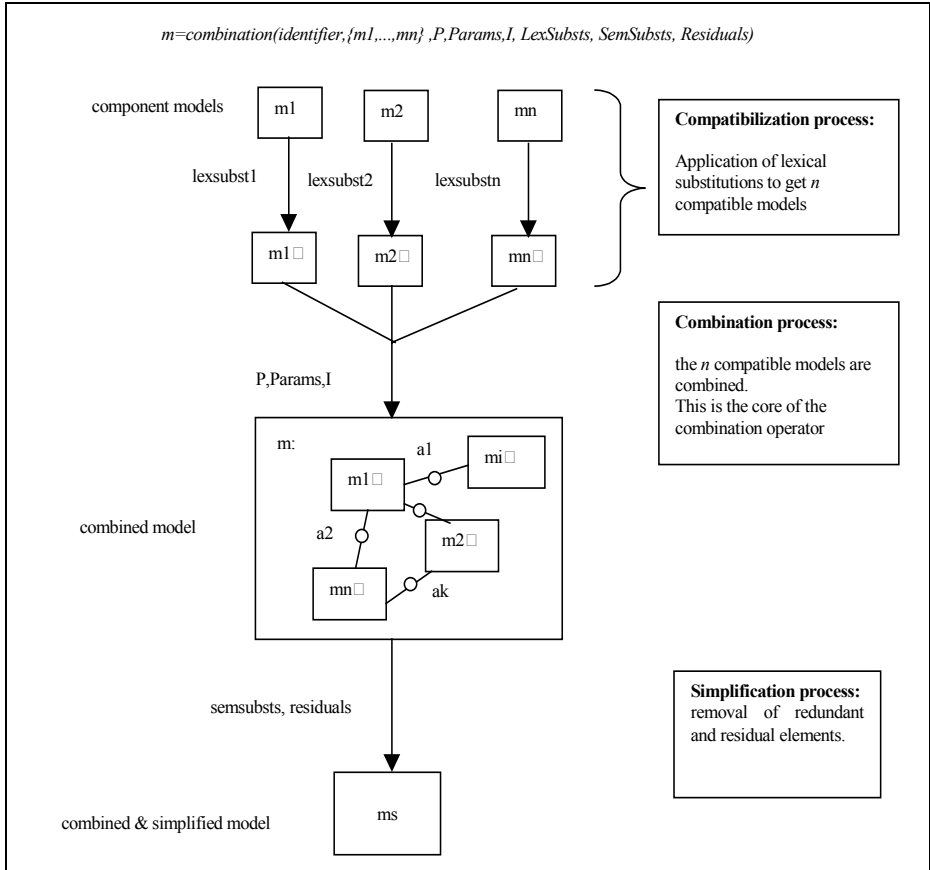 m=combination(identifier,{m1,...,mn} ,P,Params,I, LexSubsts, SemSubsts, Residuals)
component models
m1
m2
mn
lexsubst1
lexsubst2
lexsubstn
m1□
m2□
mn□
Compatibilization process:
Application of lexical
substitutions to get n
compatible models
P,Params,I
Combination process:
the n compatible models are
combined.
This is the core of the
combination operator
combined model
m:
a1
mi□
m1□
a2
m2□
mn□
ak
semsubsts, residuals
Simplification process:
removal of redundant
and residual elements.
ms
combined & simplified model